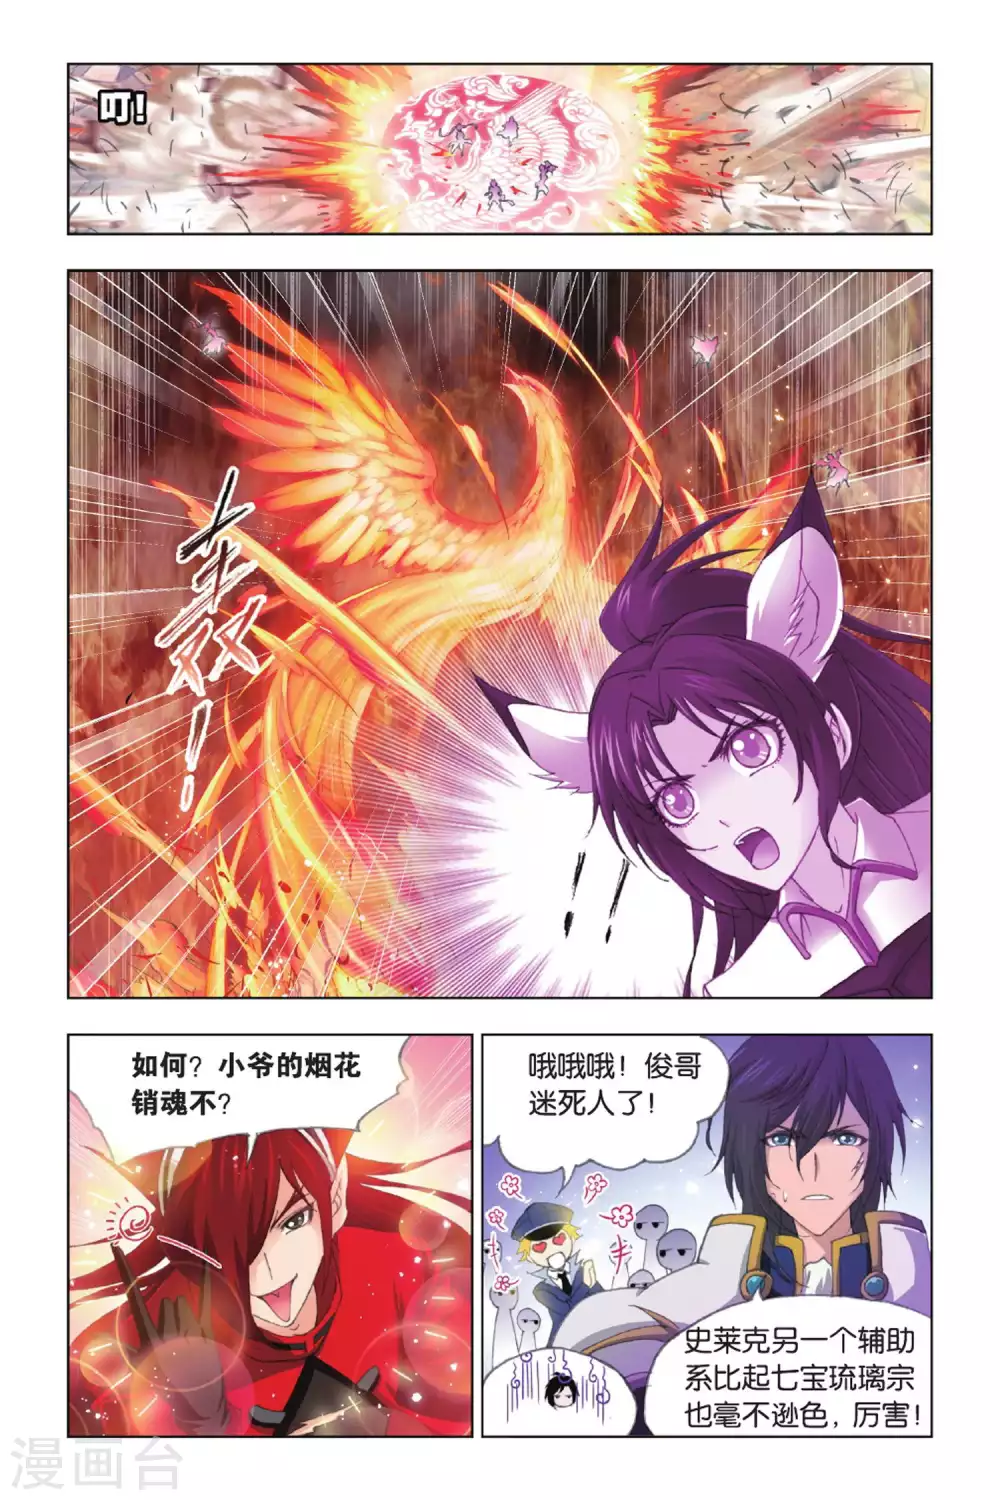 叮！
轰！
如何？小爷的烟花
销魂不？
哦哦哦！俊哥
迷死人了！
史莱克另一个辅助
系比起七宝琉璃宗
也毫不逊色，厉害！
漫画台